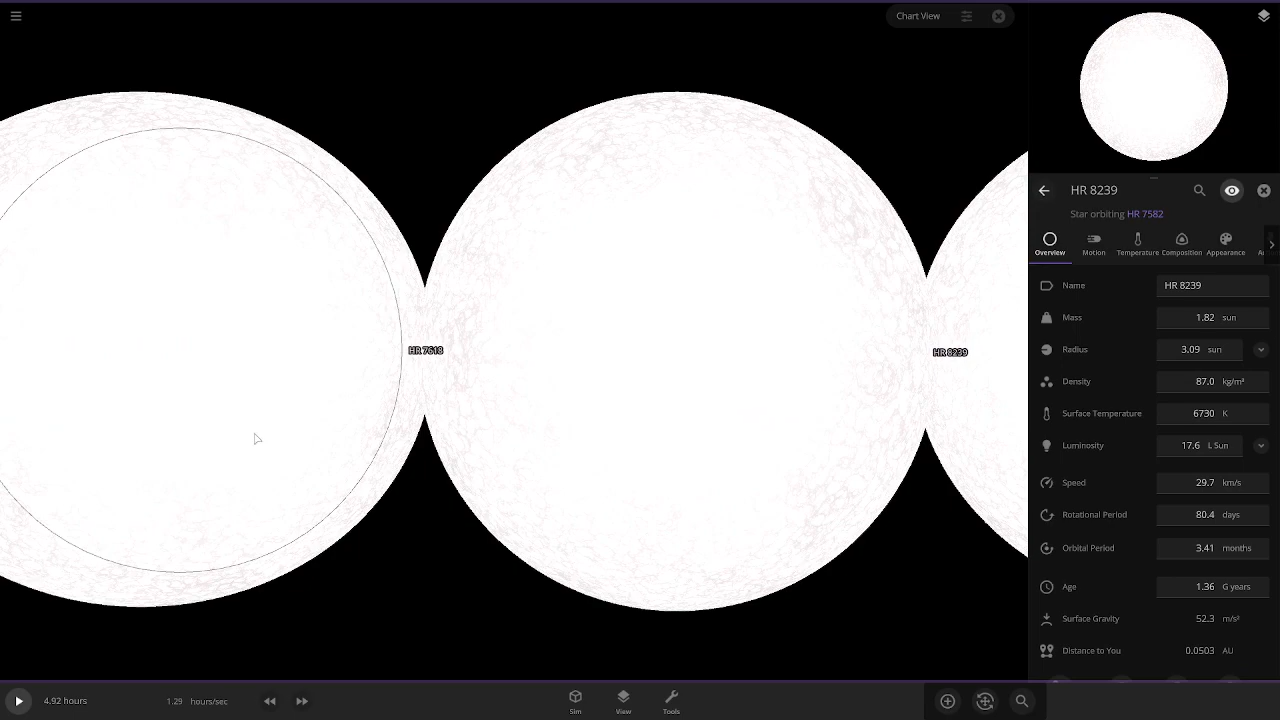 Chart View
HR 7618
HR 8239
HR 8239
Star orbiting HR 7582
Overview
Motion
Temperature
Composition
Appearance
Name
HR 8239
Mass
1.82 sun
Radius
3.09 sun
Density
87.0 kg/m³
Surface Temperature
6730 K
Luminosity
17.6 L Sun
Speed
29.7 km/s
Rotational Period
80.4 days
Orbital Period
3.41 months
Age
1.36 G years
Surface Gravity
52.3 m/s²
Distance to You
0.0503 AU
4.92 hours
1.29 hours/sec
Sim
View
Tools